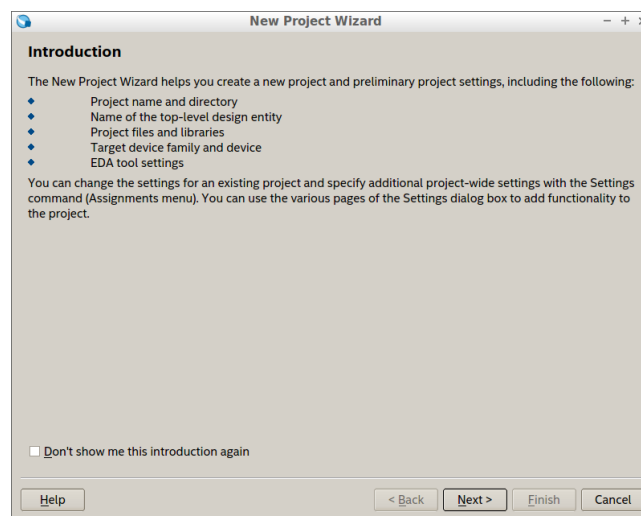 New Project Wizard
Introduction
The New Project Wizard helps you create a new project and preliminary project settings, including the following:
Project name and directory
Name of the top-level design entity
Project files and libraries
Target device family and device
EDA tool settings
You can change the settings for an existing project and specify additional project-wide settings with the Settings
command (Assignments menu). You can use the various pages of the Settings dialog box to add functionality to
the project.
Don't show me this introduction again
Help < Back Next > Finish Cancel